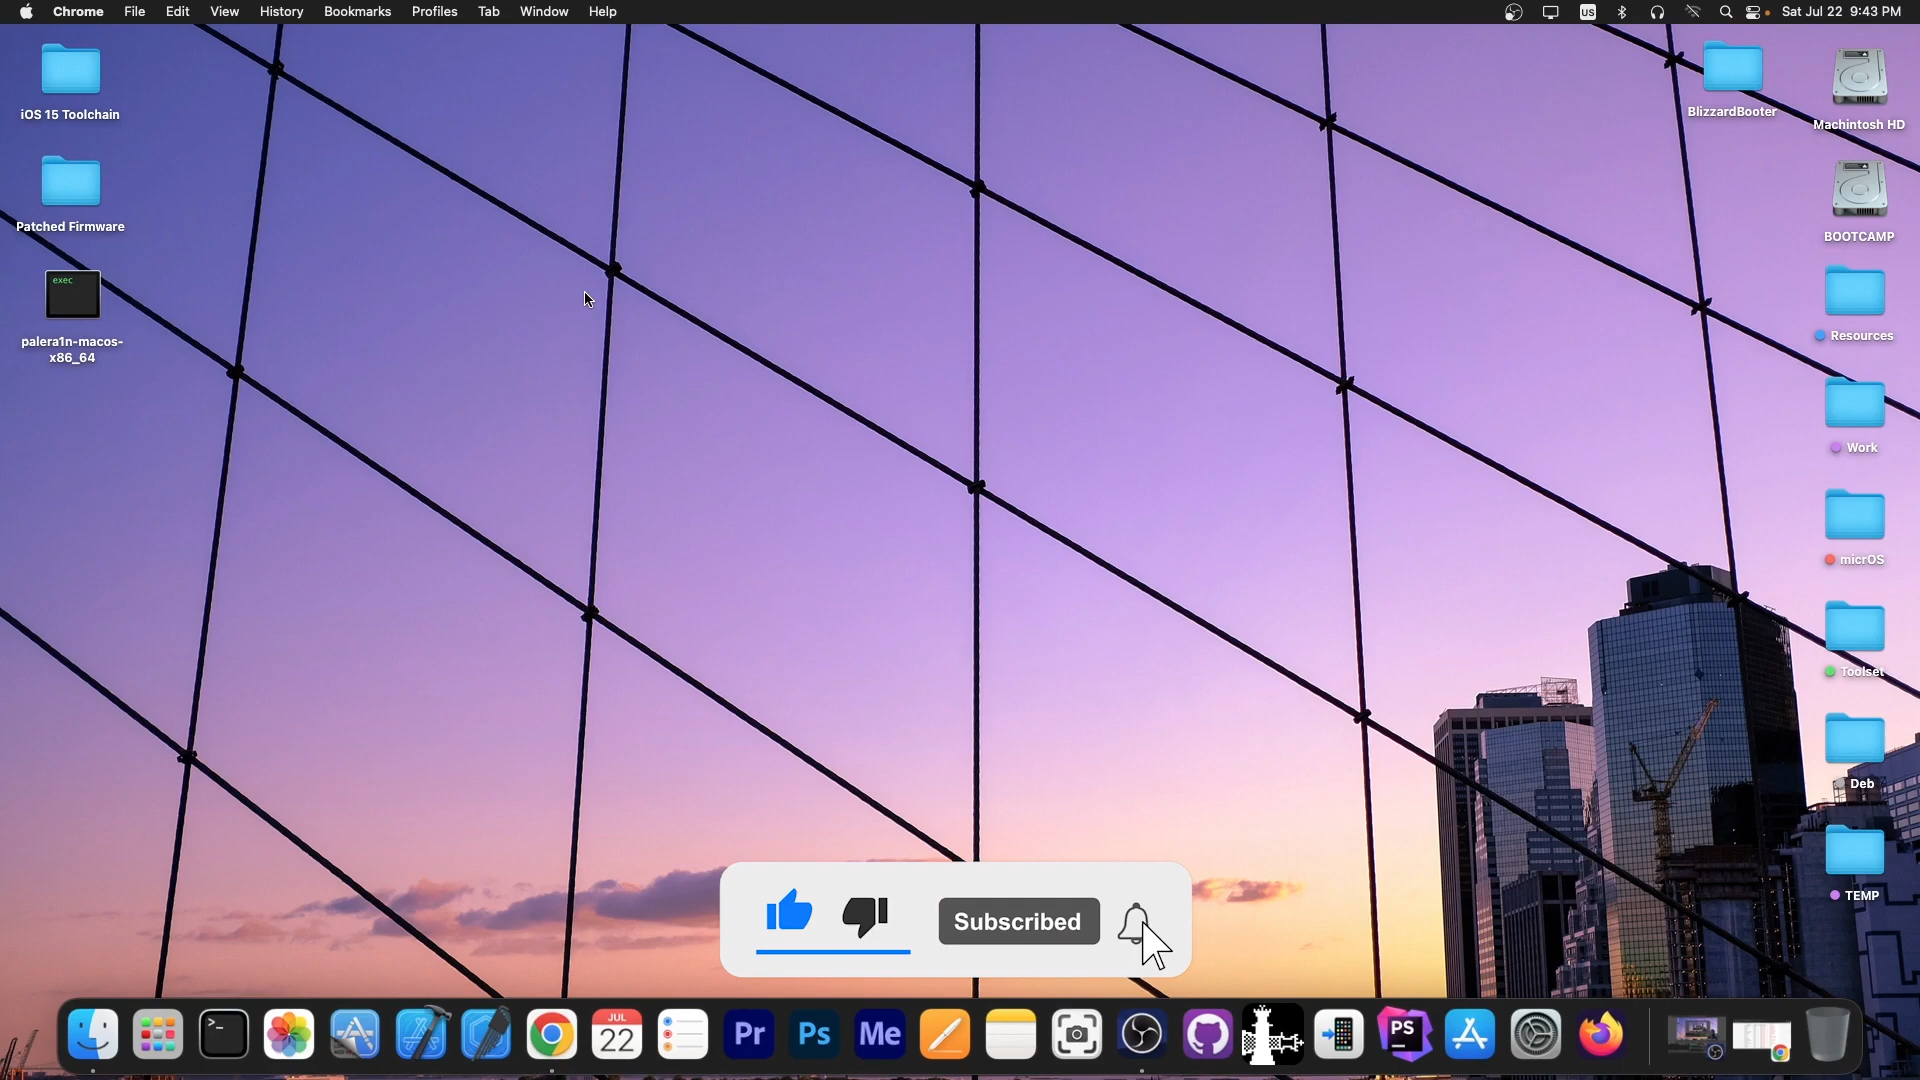 Chrome File Edit View History Bookmarks Profiles Tab Window Help
US
Sat Jul 22 9:43 PM
iOS 15 Toolchain
Patched Firmware
exec
palera1n-macos-
x86_64
BlizzardBooter
Machintosh HD
BOOTCAMP
Resources
Work
micrOS
Toolset
Deb
TEMP
Subscribed
>_
JUL
22
Pr
Ps
Me
PS